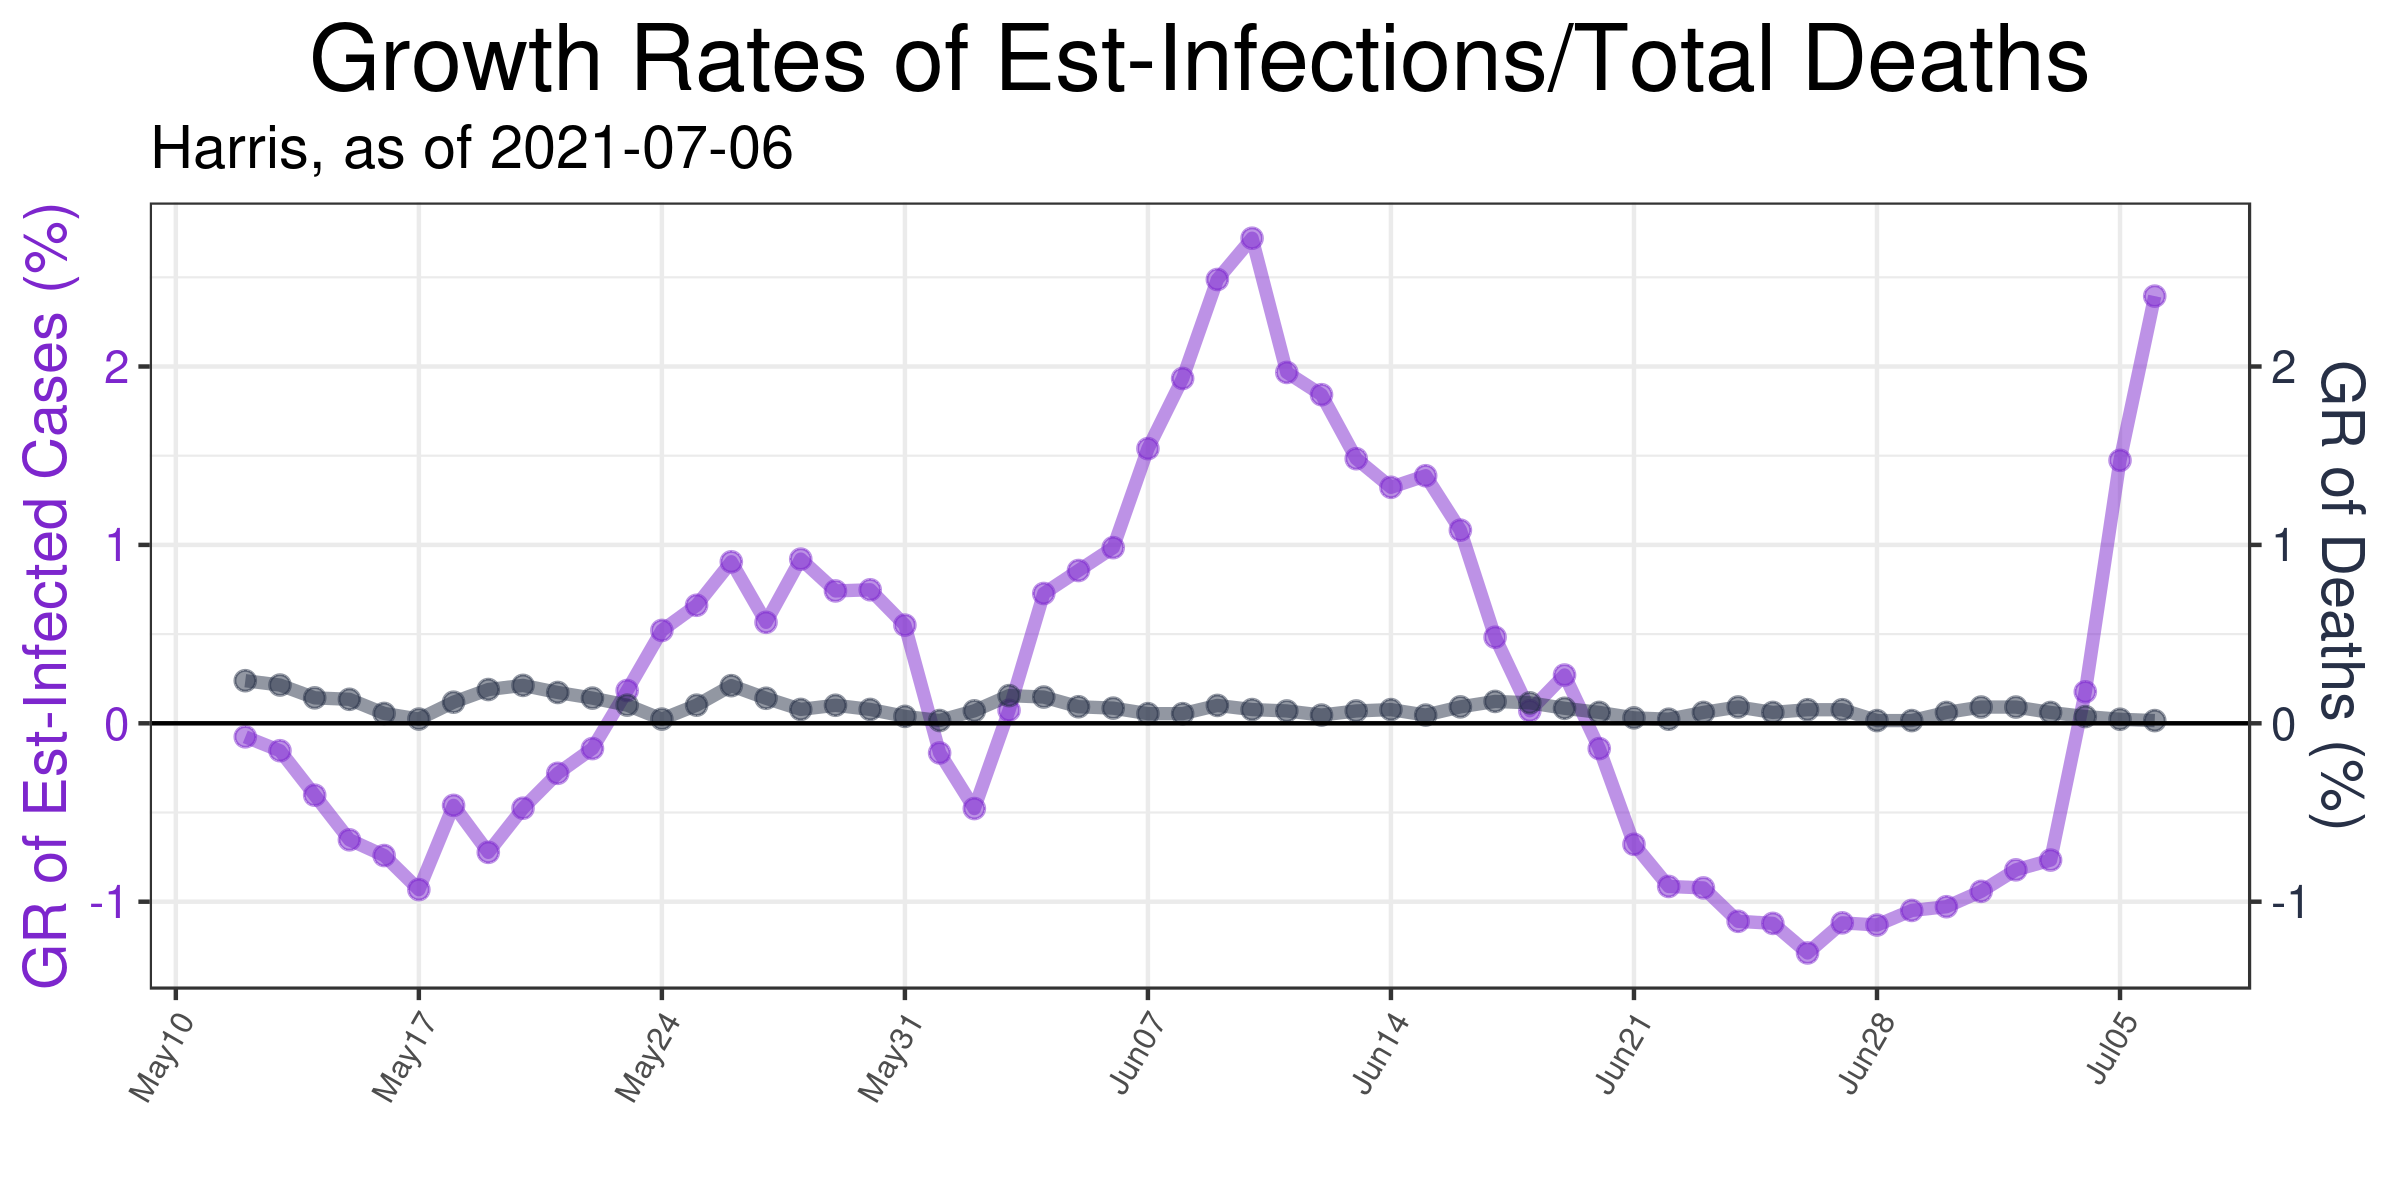 Growth Rates of Est-Infections/Total Deaths
Harris, as of 2021-07-06
GR of Est-Infected Cases (%)
2
1
0
-1
2
1
0
-1
GR of Deaths (%)
May10
May17
May24
May31
Jun07
Jun14
Jun21
Jun28
Jul05